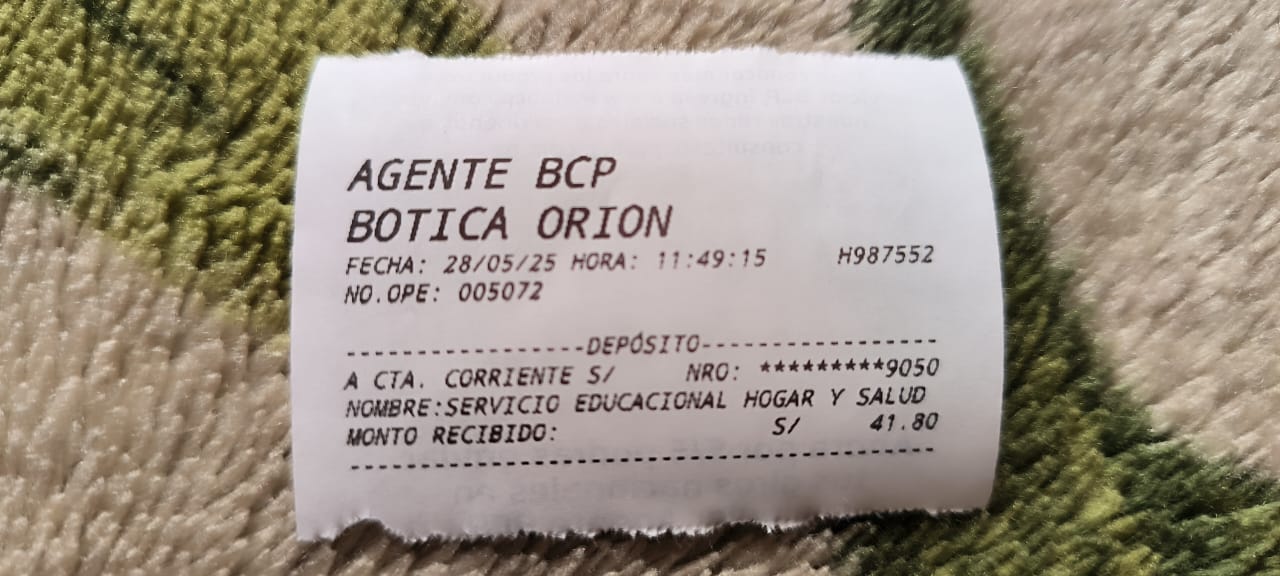 AGENTE BCP
BOTICA ORION
FECHA: 28/05/25 HORA: 11:49:15 H987552
NO.OPE: 005072
-----------------DEPÓSITO-----------------
A CTA. CORRIENTE S/ NRO: *********9050
NOMBRE:SERVICIO EDUCACIONAL HOGAR Y SALUD
MONTO RECIBIDO: S/ 41.80
------------------------------------------